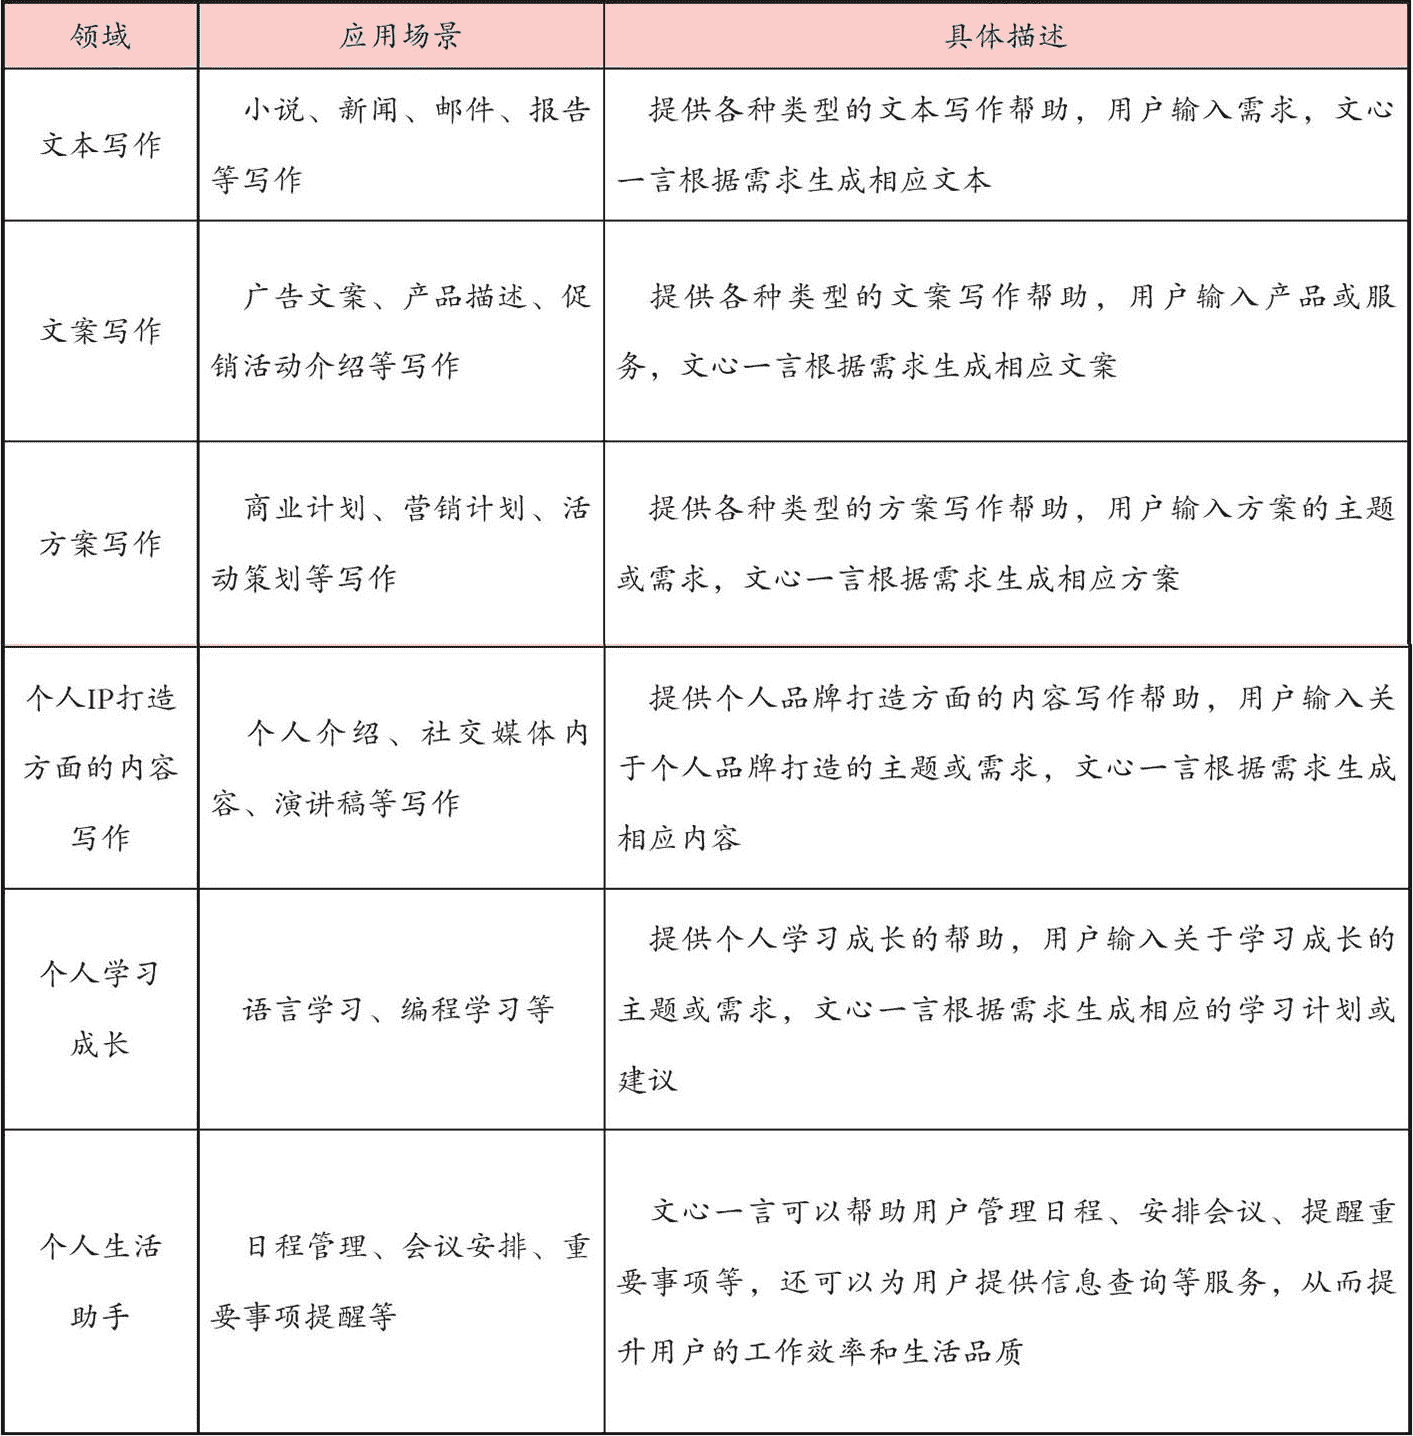 领域 应用场景 具体描述
文本写作
小说、新闻、邮件、报告
等写作
提供各种类型的文本写作帮助，用户输入需求，文心
一言根据需求生成相应文本
文案写作
广告文案、产品描述、促
销活动介绍等写作
提供各种类型的文案写作帮助，用户输入产品或服
务，文心一言根据需求生成相应文案
方案写作
商业计划、营销计划、活
动策划等写作
提供各种类型的方案写作帮助，用户输入方案的主题
或需求，文心一言根据需求生成相应方案
个人IP打造
方面的内容
写作
个人介绍、社交媒体内
容、演讲稿等写作
提供个人品牌打造方面的内容写作帮助，用户输入关
于个人品牌打造的主题或需求，文心一言根据需求生成
相应内容
个人学习
成长
语言学习、编程学习等
提供个人学习成长的帮助，用户输入关于学习成长的
主题或需求，文心一言根据需求生成相应的学习计划或
建议
个人生活
助手
日程管理、会议安排、重
要事项提醒等
文心一言可以帮助用户管理日程、安排会议、提醒重
要事项等，还可以为用户提供信息查询等服务，从而提
升用户的工作效率和生活品质